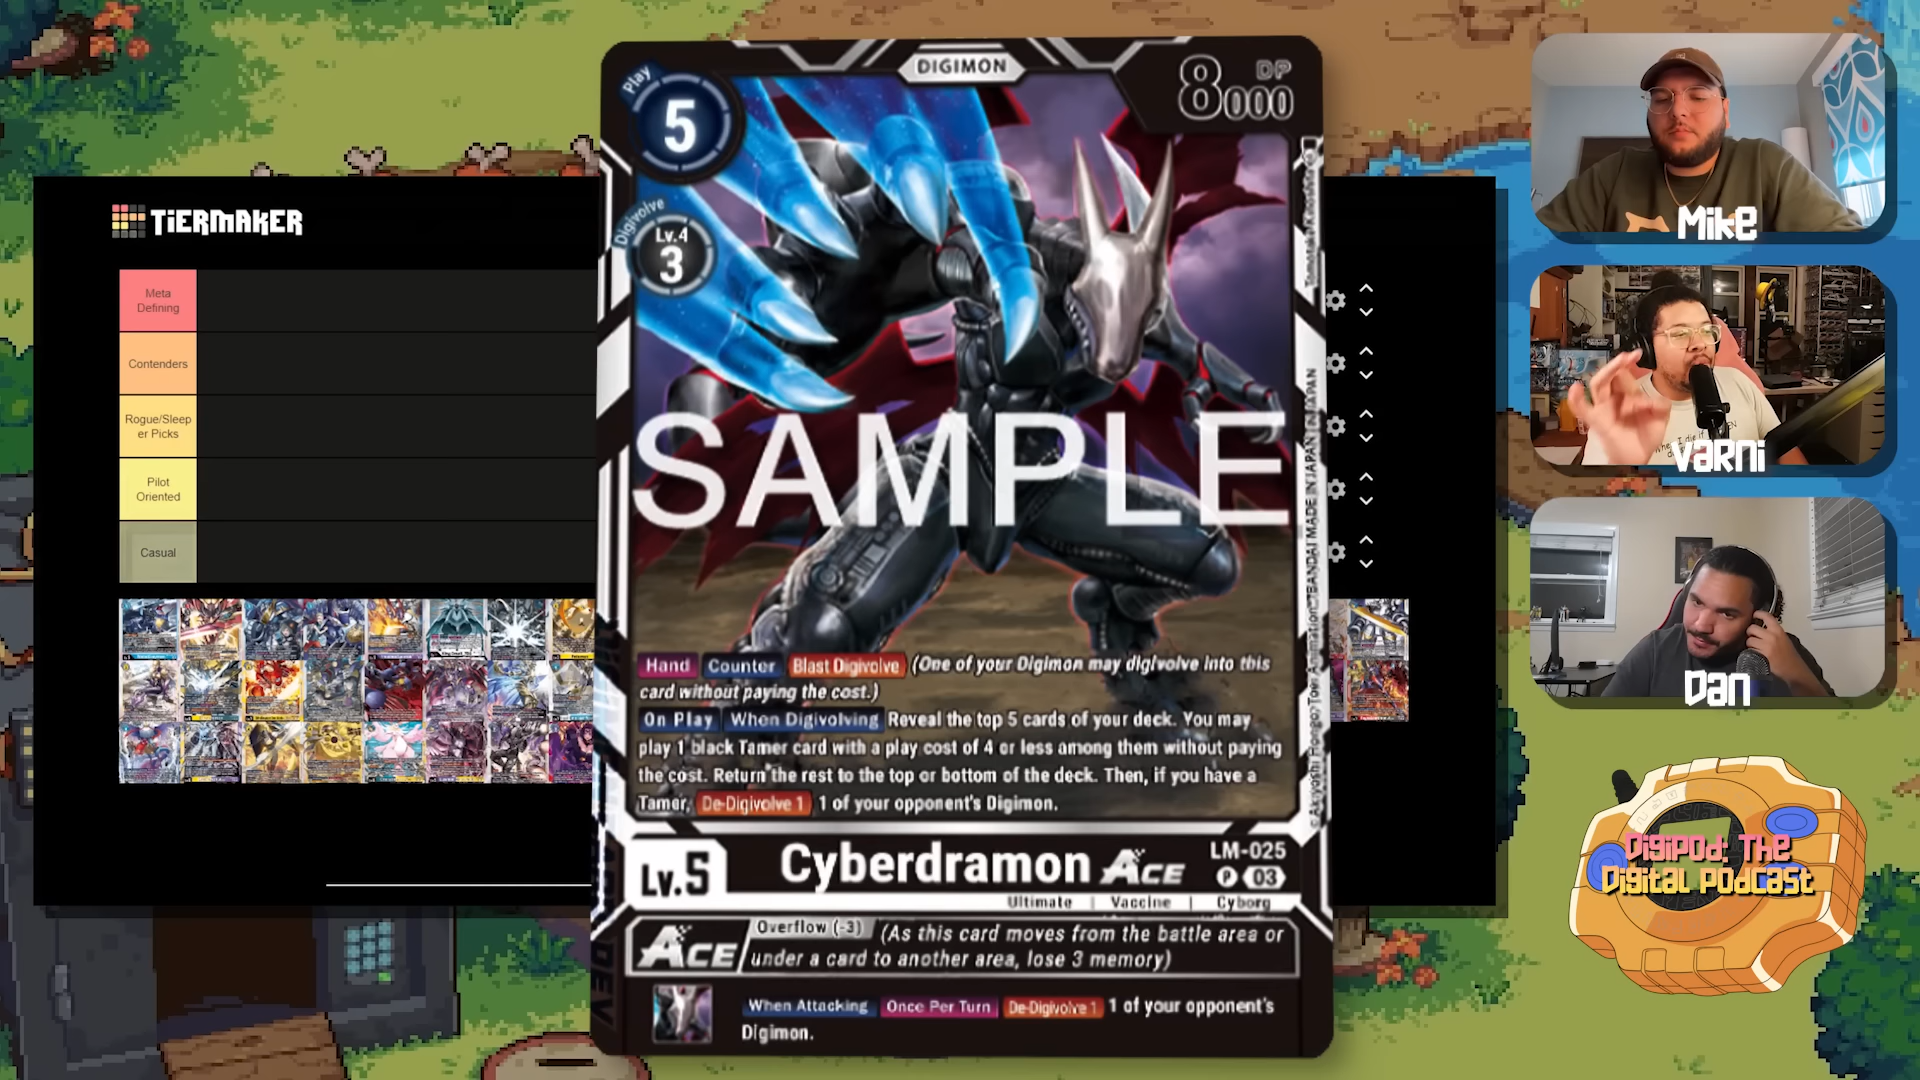 TIERMAKER
Meta
Defining
Contenders
Rogue/Sleep
er Picks
Pilot
Oriented
Casual
Play
5
DIGIMON
DP
8000
Digivolve
Lv.4
3
SAMPLE
Hand Counter Blast Digivolve (One of your Digimon may digivolve into this
card without paying the cost.)
On Play When Digivolving Reveal the top 5 cards of your deck. You may
play 1 black Tamer card with a play cost of 4 or less among them without paying
the cost. Return the rest to the top or bottom of the deck. Then, if you have a
Tamer, De-Digivolve 1 1 of your opponent's Digimon.
Lv.5
Cyberdramon ACE
LM-025
P 03
Ultimate | Vaccine | Cyborg
ACE
Overflow (-3) (As this card moves from the battle area or
under a card to another area, lose 3 memory)
When Attacking Once Per Turn De-Digivolve 1 1 of your opponent's
Digimon.
Mike
Varni
Dan
Digipod: The
Digital Podcast